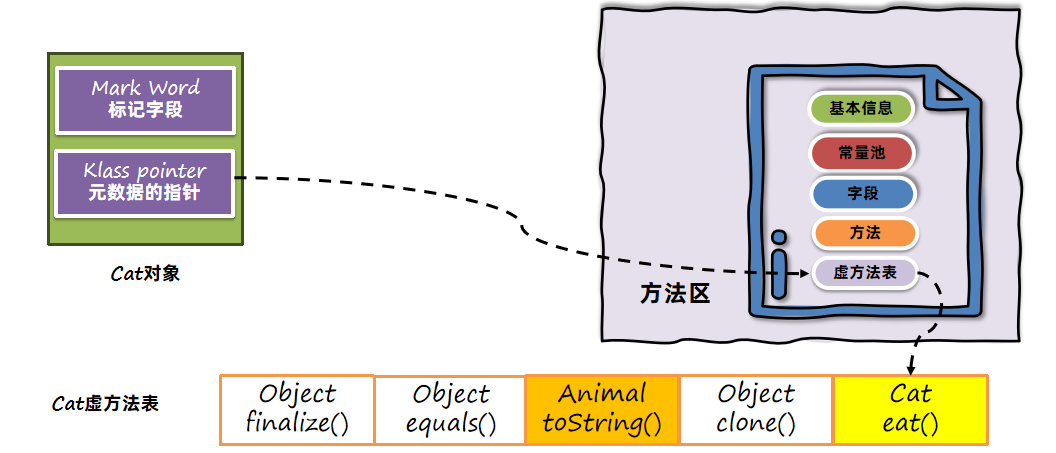 Mark Word
标记字段
Klass pointer
元数据的指针
Cat对象
基本信息
常量池
字段
方法
虚方法表
方法区
Cat虚方法表
Object
finalize()
Object
equals()
Animal
toString()
Object
clone()
Cat
eat()